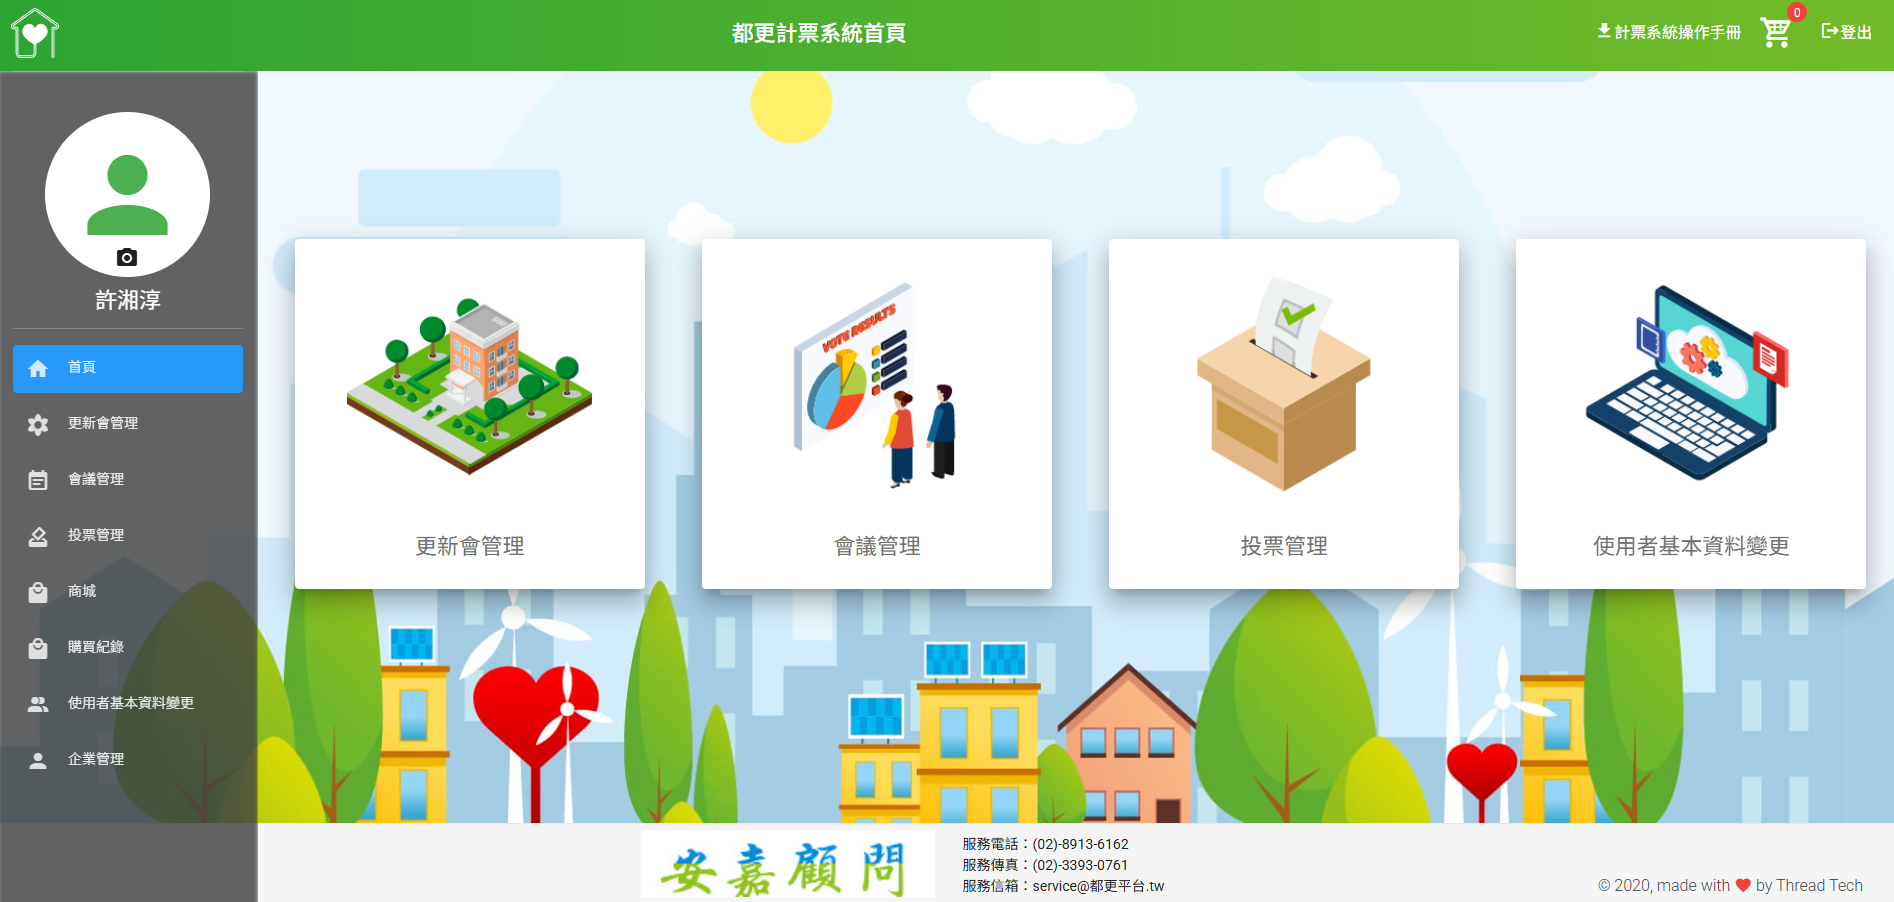 都更計票系統首頁
計票系統操作手冊
0
登出
許湘淳
首頁
更新會管理
會議管理
投票管理
商城
購買紀錄
使用者基本資料變更
企業管理
VOTE RESULTS
更新會管理
會議管理
投票管理
使用者基本資料變更
安嘉顧問
服務電話：(02)-8913-6162
服務傳真：(02)-3393-0761
服務信箱：service@都更平台.tw
© 2020, made with ❤ by Thread Tech